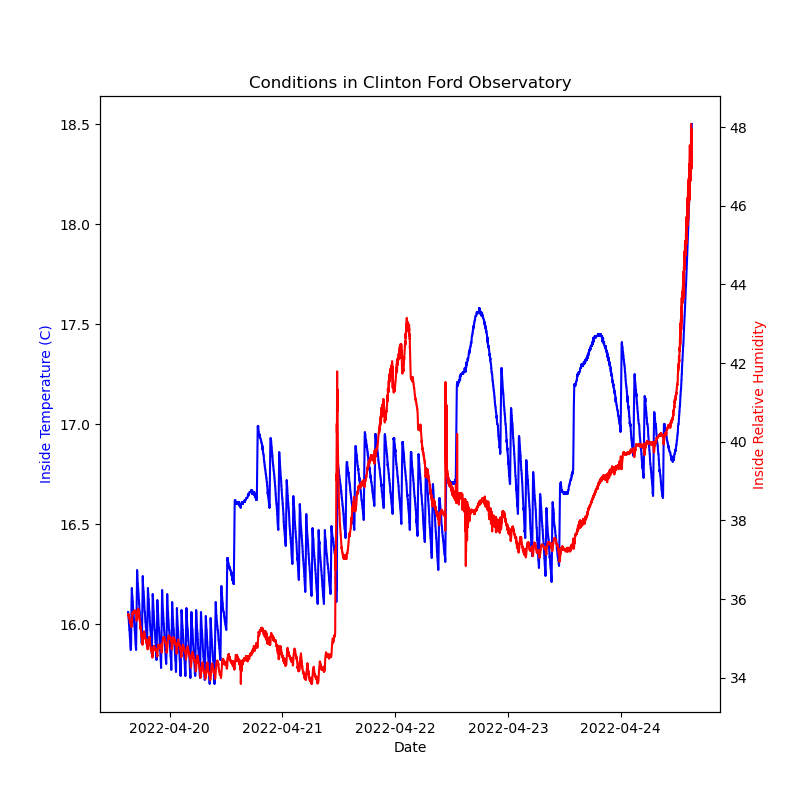 Conditions in Clinton Ford Observatory
18.5
18.0
17.5
17.0
16.5
16.0
Inside Temperature (C)
48
46
44
42
40
38
36
34
Inside Relative Humidity
2022-04-20 2022-04-21 2022-04-22 2022-04-23 2022-04-24
Date